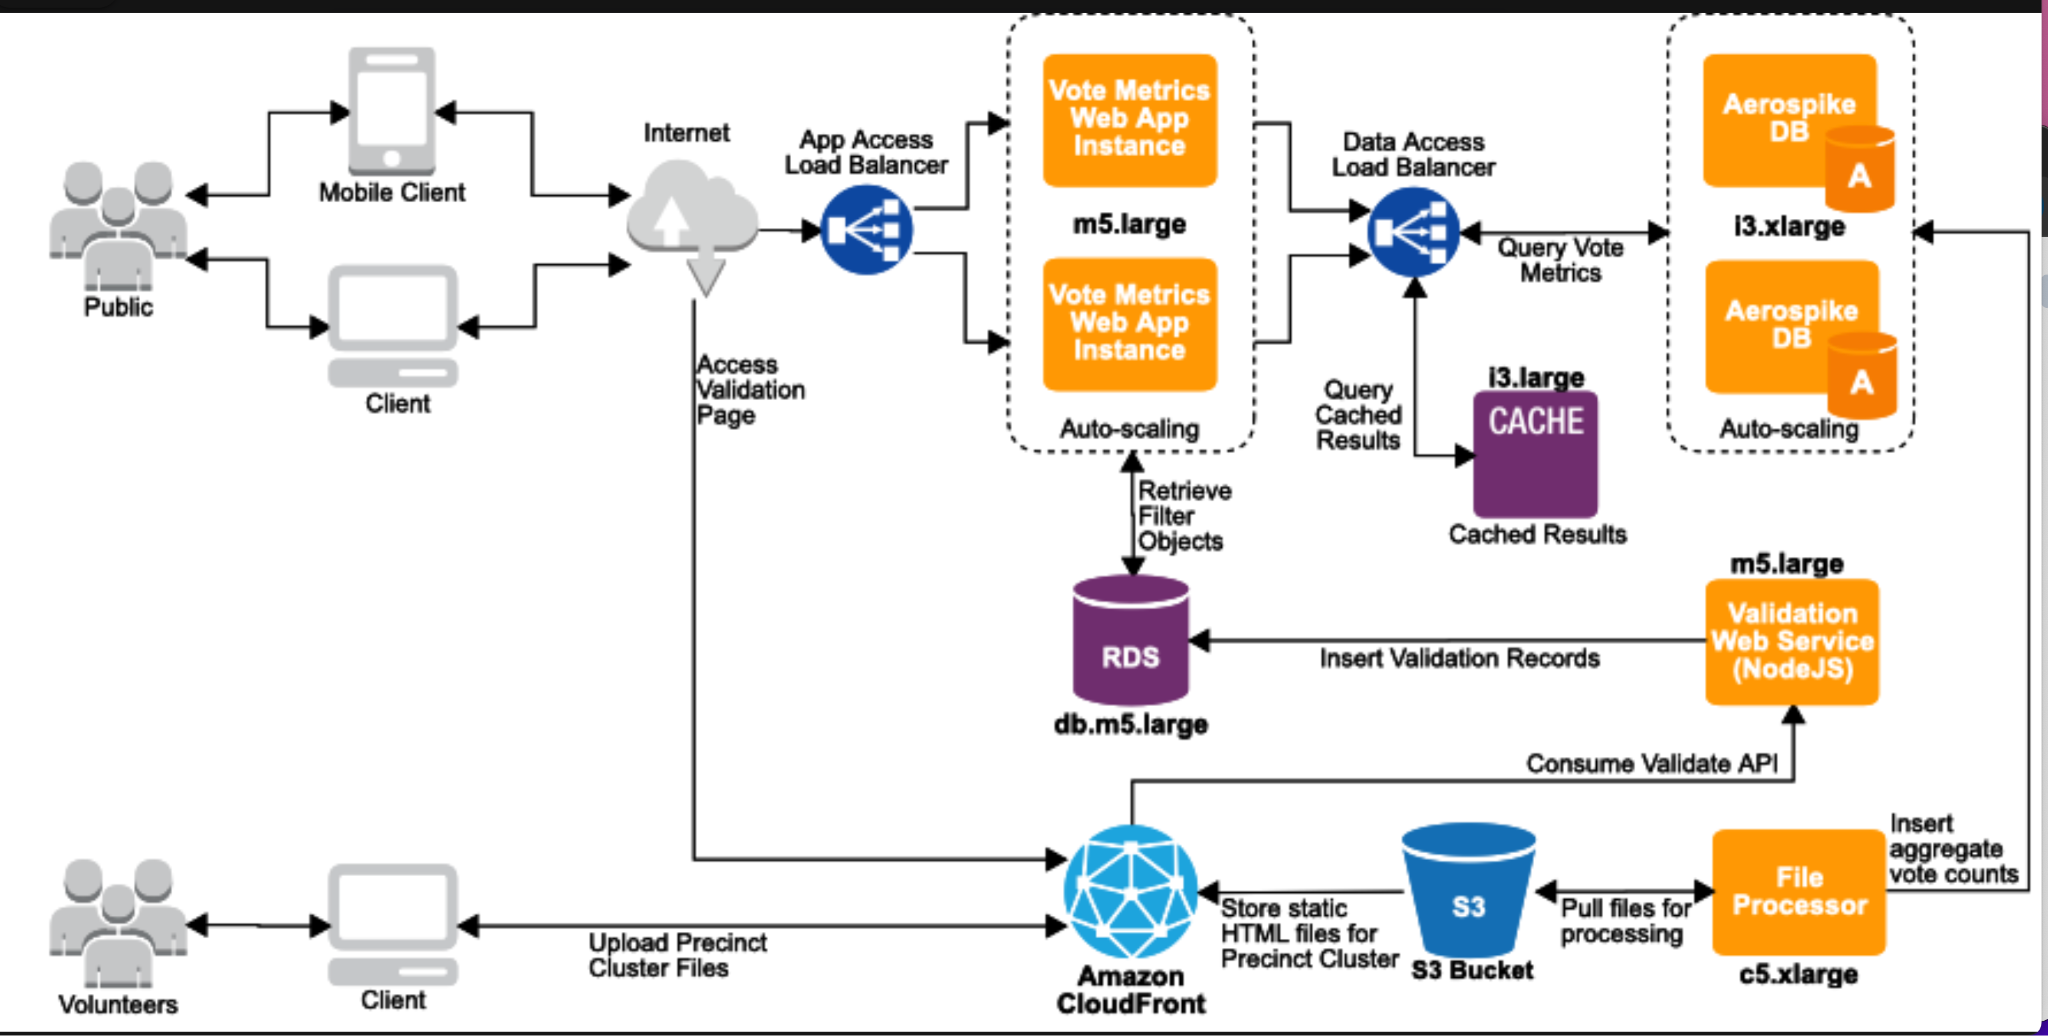 Mobile Client
Public
Client
Internet
App Access
Load Balancer
Access
Validation
Page
Vote Metrics
Web App
Instance
m5.large
Vote Metrics
Web App
Instance
Auto-scaling
Data Access
Load Balancer
Query Vote
Metrics
Aerospike
DB
A
i3.xlarge
Aerospike
DB
A
Auto-scaling
Query
Cached
Results
i3.large
CACHE
Cached Results
Retrieve
Filter
Objects
RDS
db.m5.large
Insert Validation Records
m5.large
Validation
Web Service
(NodeJS)
Consume Validate API
Volunteers
Client
Upload Precinct
Cluster Files
Amazon
CloudFront
Store static
HTML files for
Precinct Cluster
S3
S3 Bucket
Pull files for
processing
File
Processor
c5.xlarge
Insert
aggregate
vote counts